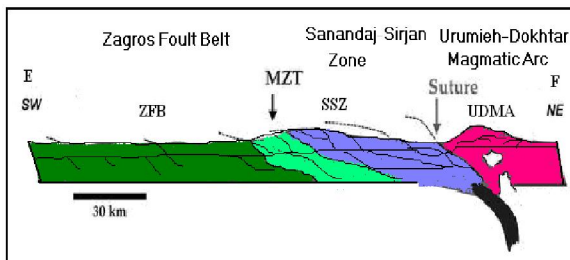 Zagros Foult Belt
Sanandaj-Sirjan
Zone
Urumieh-Dokhtar
Magmatic Arc
E
SW
ZFB
MZT
SSZ
Suture
UDMA
F
NE
30 km